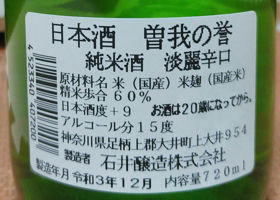 日本酒 曽我の誉
純米酒 淡麗辛口
原材料名 米（国産）米麹（国産米）
精米歩合６０％
日本酒度＋９ お酒は20歳になってから。
アルコール分１５度
神奈川県足柄上郡大井町上大井９５４
製造者 石井醸造株式会社
製造年月 令和３年１２月 内容量720ml
4 523340 407200